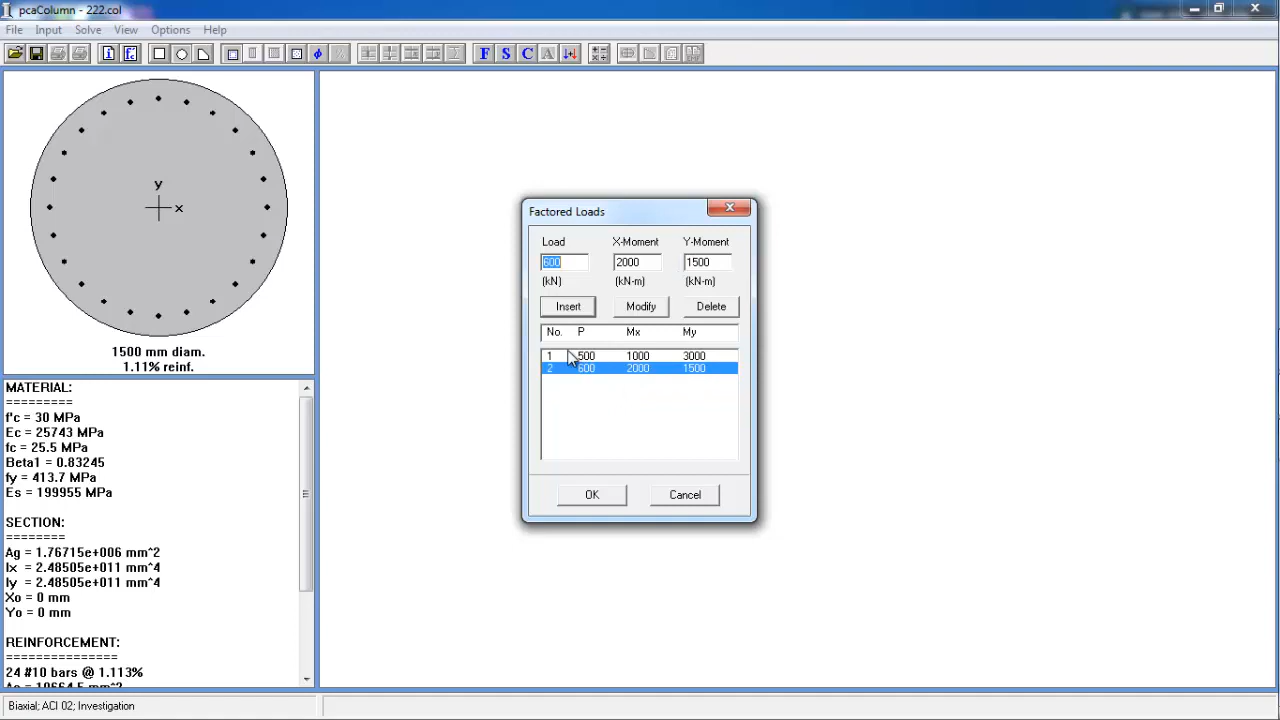 pcaColumn - 222.col
File Input Solve View Options Help
F S C A
y
x
1500 mm diam.
1.11% reinf.
MATERIAL:
=========
f'c = 30 MPa
Ec = 25743 MPa
fc = 25.5 MPa
Beta1 = 0.83245
fy = 413.7 MPa
Es = 199955 MPa
SECTION:
========
Ag = 1.76715e+006 mm^2
Ix = 2.48505e+011 mm^4
Iy = 2.48505e+011 mm^4
Xo = 0 mm
Yo = 0 mm
REINFORCEMENT:
==============
24 #10 bars @ 1.113%
Factored Loads
Load X-Moment Y-Moment
600 2000 1500
(kN) (kN-m) (kN-m)
Insert Modify Delete
No. P Mx My
1 500 1000 3000
2 600 2000 1500
OK Cancel
Biaxial; ACI 02; Investigation